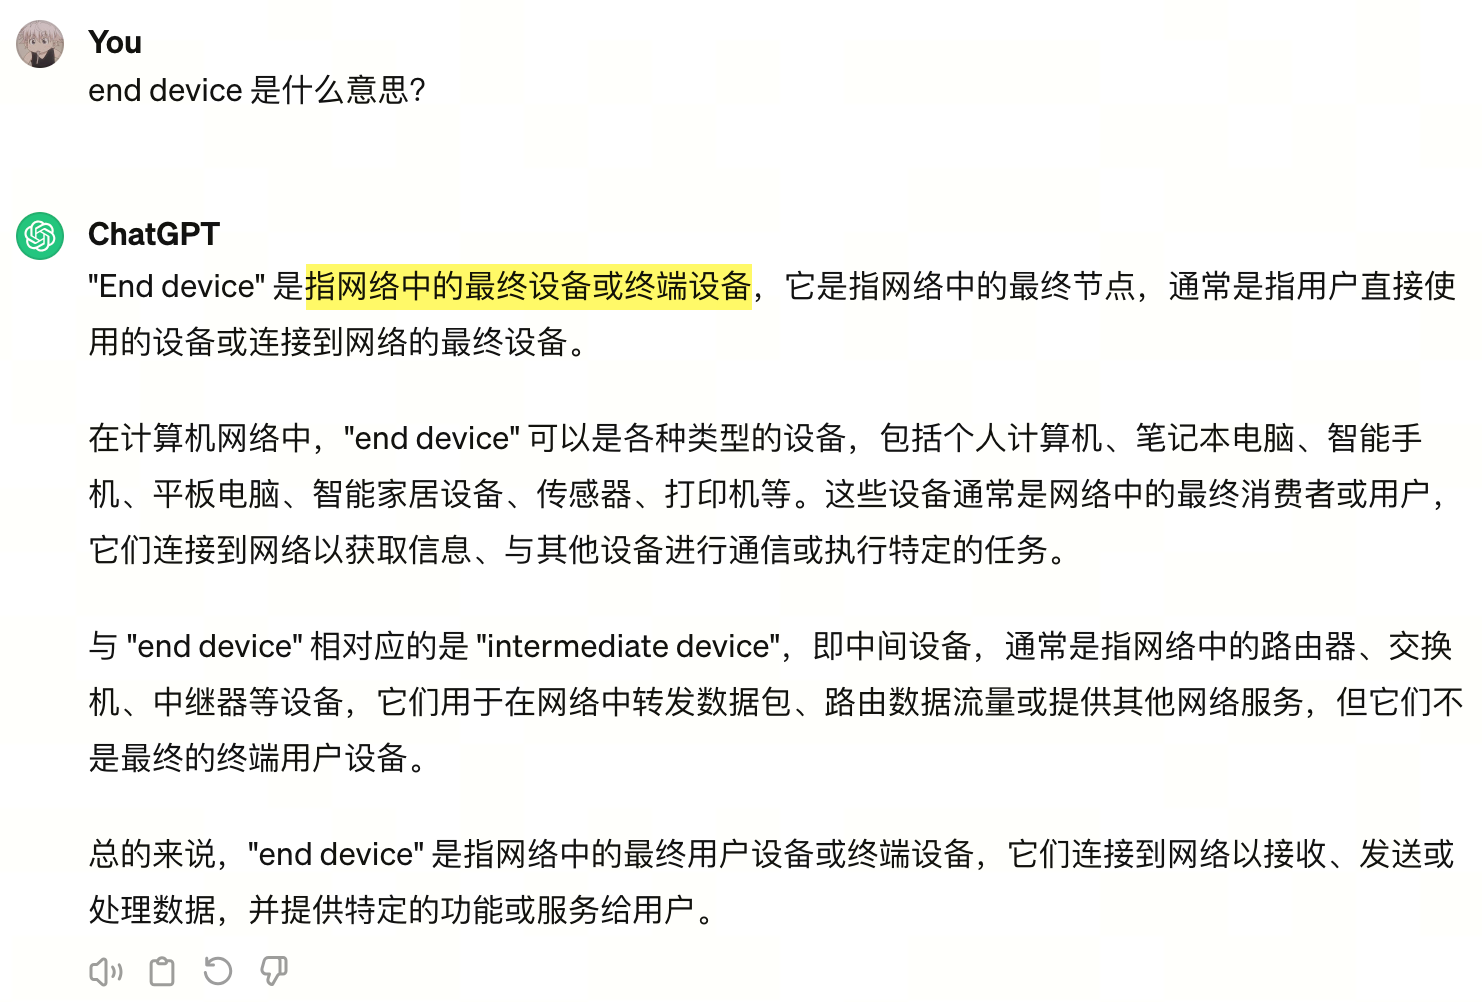 You
end device 是什么意思？
ChatGPT
"End device" 是指网络中的最终设备或终端设备，它是指网络中的最终节点，通常是指用户直接使
用的设备或连接到网络的最终设备。
在计算机网络中，"end device" 可以是各种类型的设备，包括个人计算机、笔记本电脑、智能手
机、平板电脑、智能家居设备、传感器、打印机等。这些设备通常是网络中的最终消费者或用户，
它们连接到网络以获取信息、与其他设备进行通信或执行特定的任务。
与 "end device" 相对应的是 "intermediate device"，即中间设备，通常是指网络中的路由器、交换
机、中继器等设备，它们用于在网络中转发数据包、路由数据流量或提供其他网络服务，但它们不
是最终的终端用户设备。
总的来说，"end device" 是指网络中的最终用户设备或终端设备，它们连接到网络以接收、发送或
处理数据，并提供特定的功能或服务给用户。